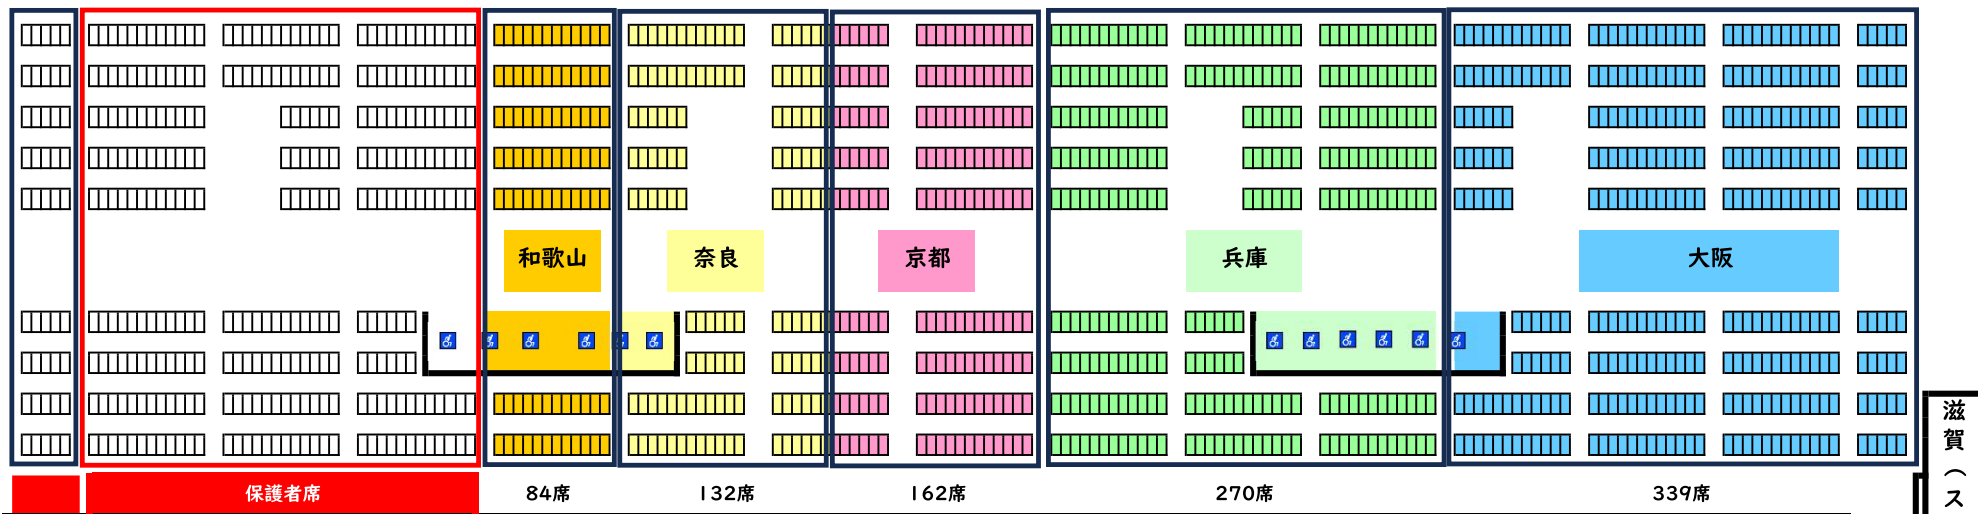 和歌山
奈良
京都
兵庫
大阪
保護者席
84席
132席
162席
270席
339席
滋賀（ス